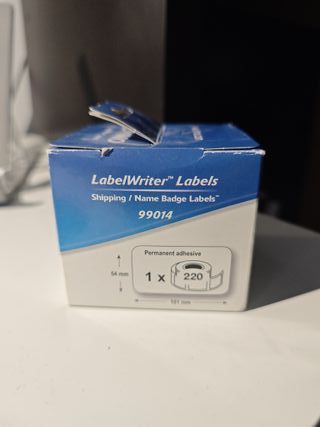 LabelWriter™ Labels
Shipping / Name Badge Labels™
99014
Permanent adhesive
54 mm
1 x 220
101 mm